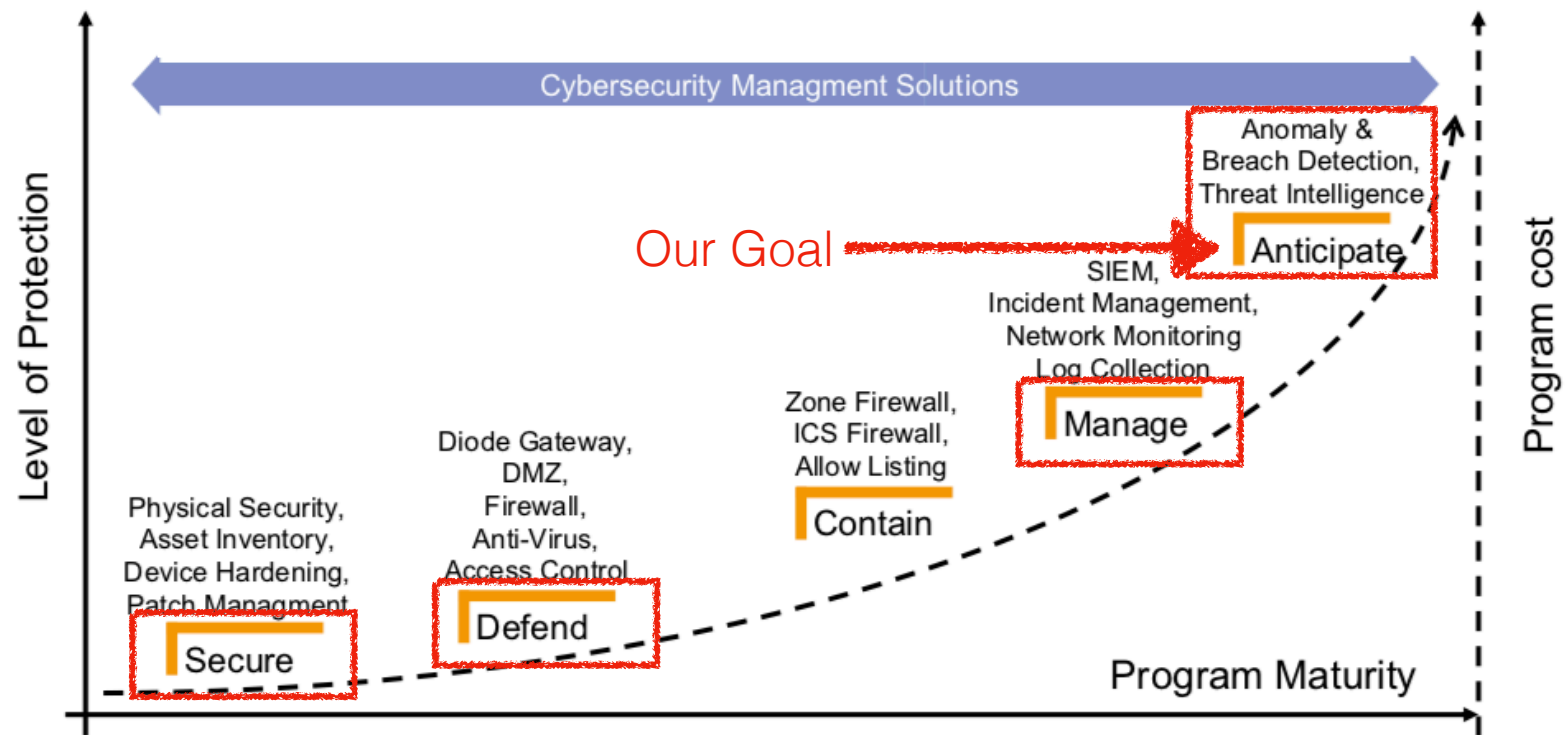 Cybersecurity Managment Solutions
Level of Protection
Physical Security,
Asset Inventory,
Device Hardening,
Patch Managment
Secure
Diode Gateway,
DMZ,
Firewall,
Anti-Virus,
Access Control
Defend
Zone Firewall,
ICS Firewall,
Allow Listing
Contain
SIEM,
Incident Management,
Network Monitoring
Log Collection
Manage
Our Goal
Anomaly &
Breach Detection,
Threat Intelligence
Anticipate
Program Maturity
Program cost